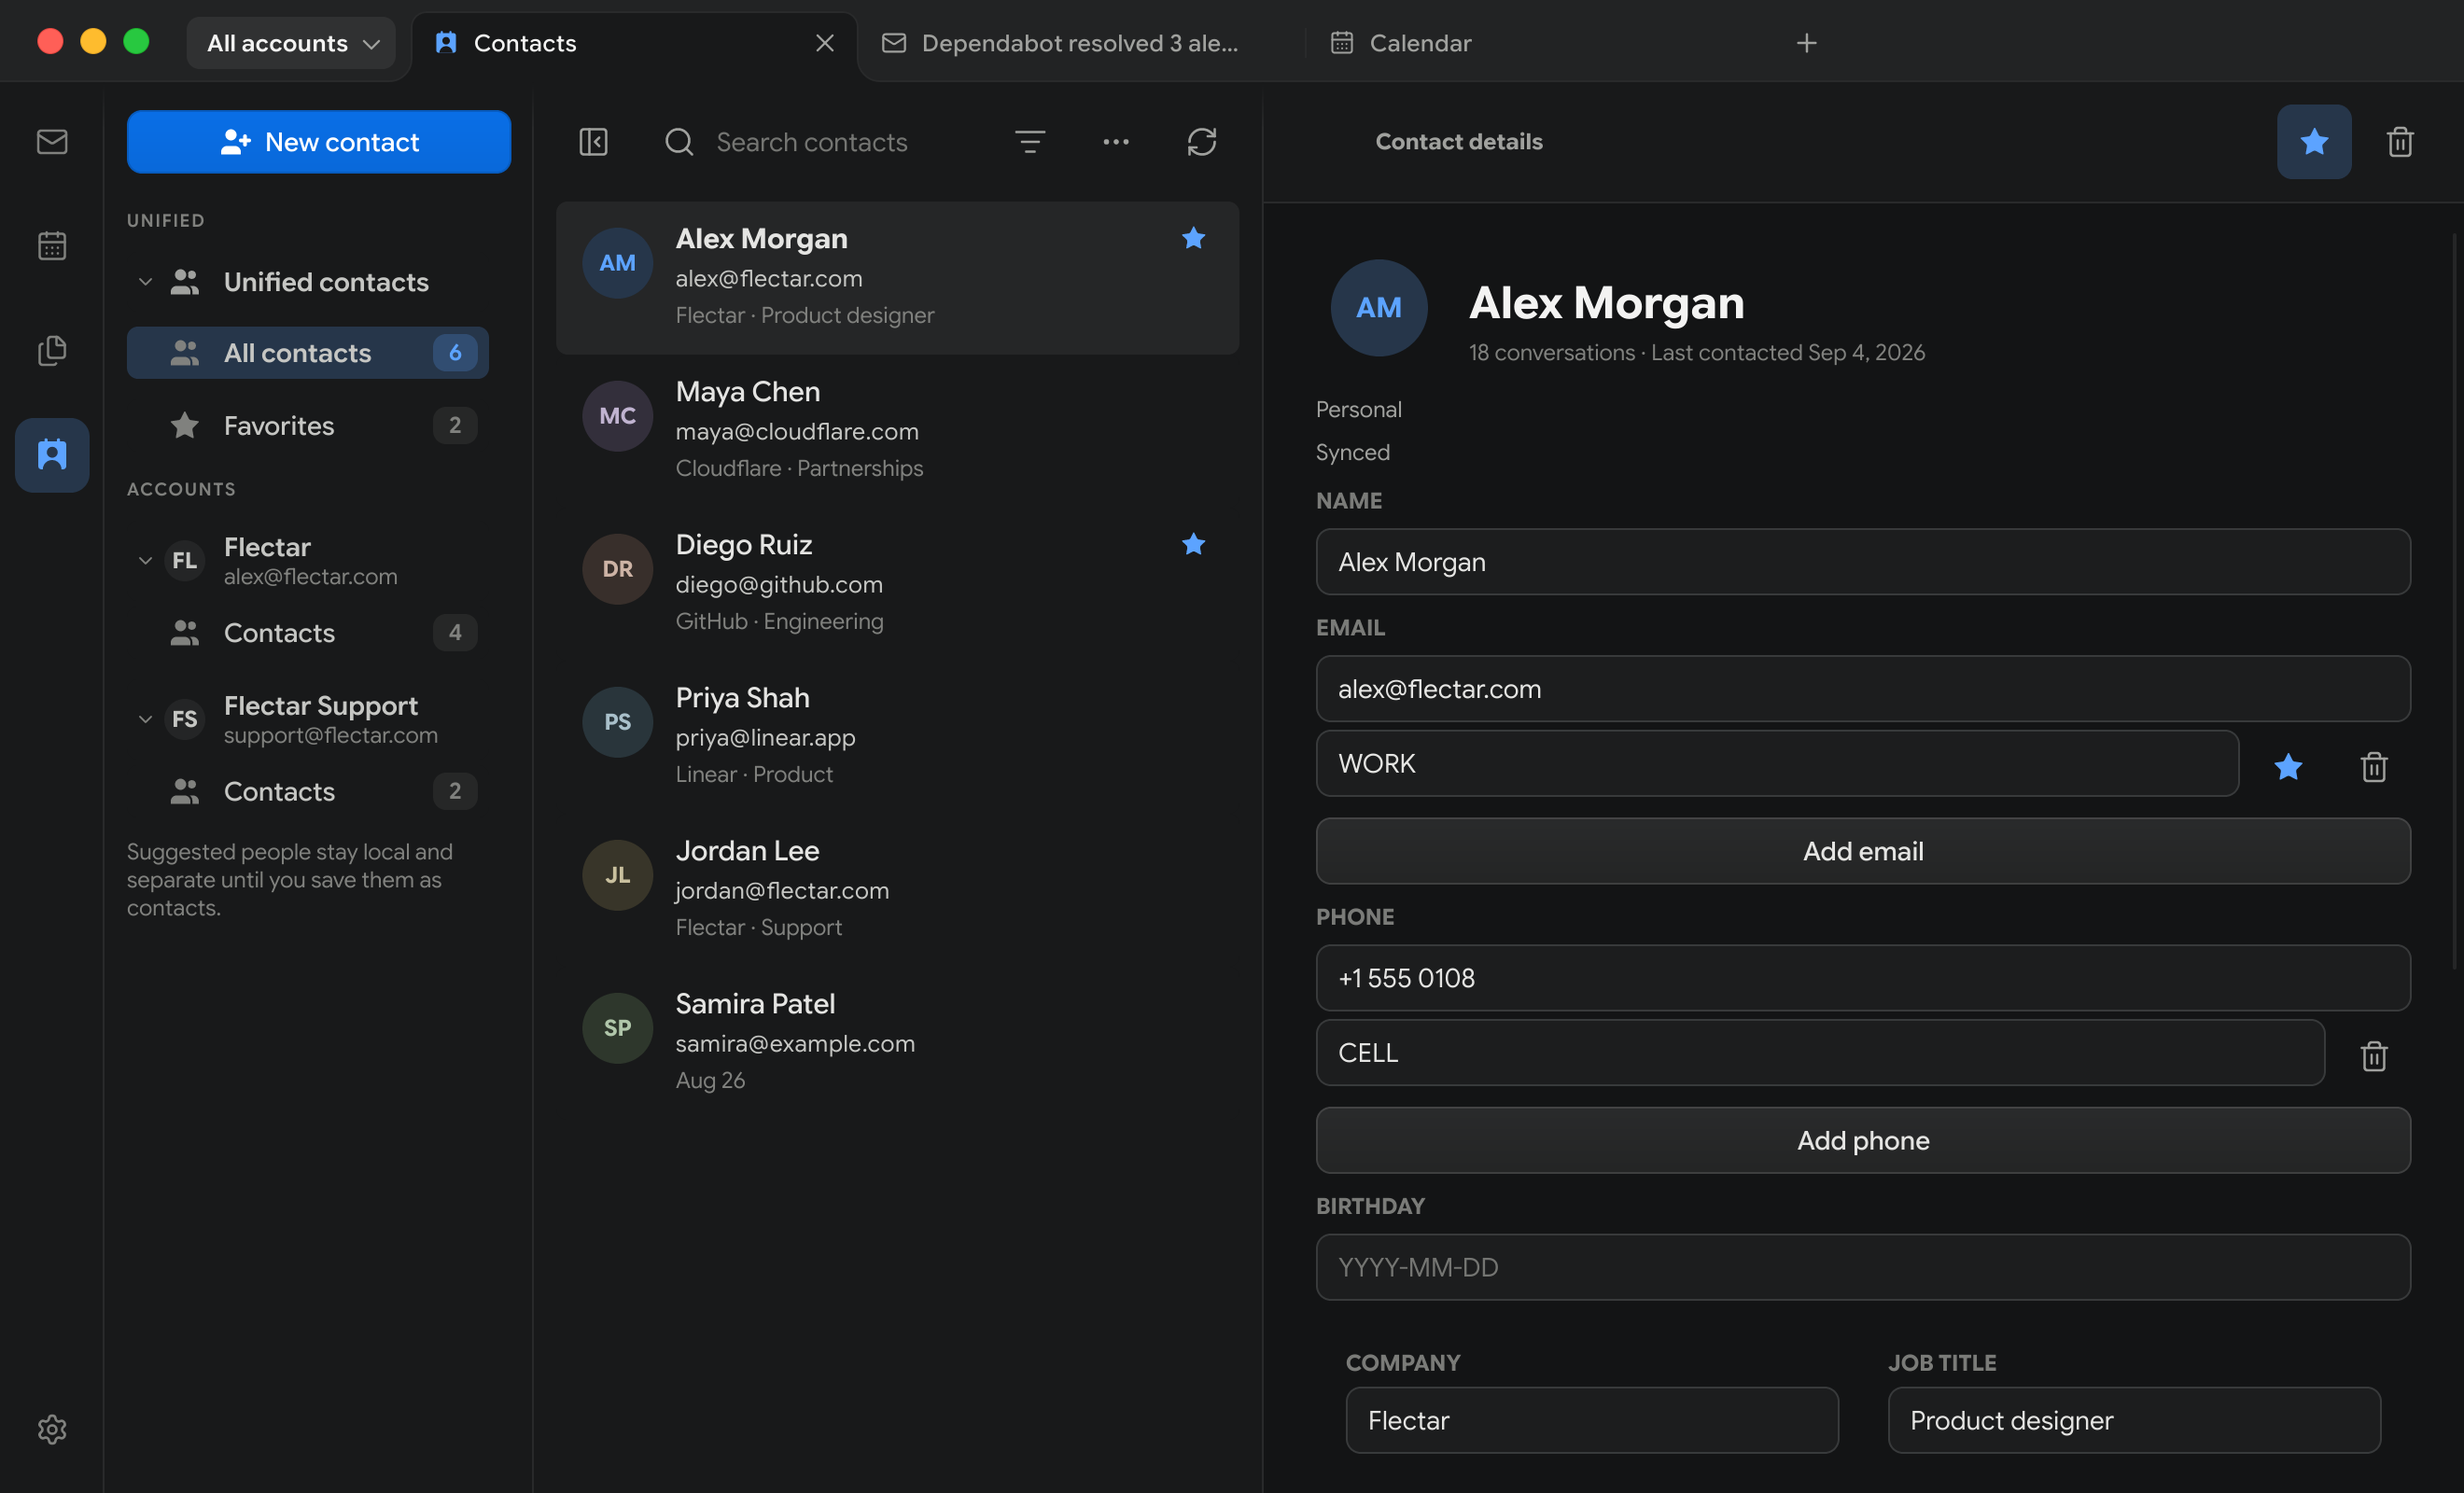 All accounts
Contacts
Dependabot resolved 3 ale...
Calendar
New contact
UNIFIED
Unified contacts
All contacts 6
Favorites 2
ACCOUNTS
FL Flectar
alex@flectar.com
Contacts 4
FS Flectar Support
support@flectar.com
Contacts 2
Suggested people stay local and
separate until you save them as
contacts.
Search contacts
AM Alex Morgan
alex@flectar.com
Flectar · Product designer
MC Maya Chen
maya@cloudflare.com
Cloudflare · Partnerships
DR Diego Ruiz
diego@github.com
GitHub · Engineering
PS Priya Shah
priya@linear.app
Linear · Product
JL Jordan Lee
jordan@flectar.com
Flectar · Support
SP Samira Patel
samira@example.com
Aug 26
Contact details
AM Alex Morgan
18 conversations · Last contacted Sep 4, 2026
Personal
Synced
NAME
Alex Morgan
EMAIL
alex@flectar.com
WORK
Add email
PHONE
+1 555 0108
CELL
Add phone
BIRTHDAY
YYYY-MM-DD
COMPANY JOB TITLE
Flectar Product designer